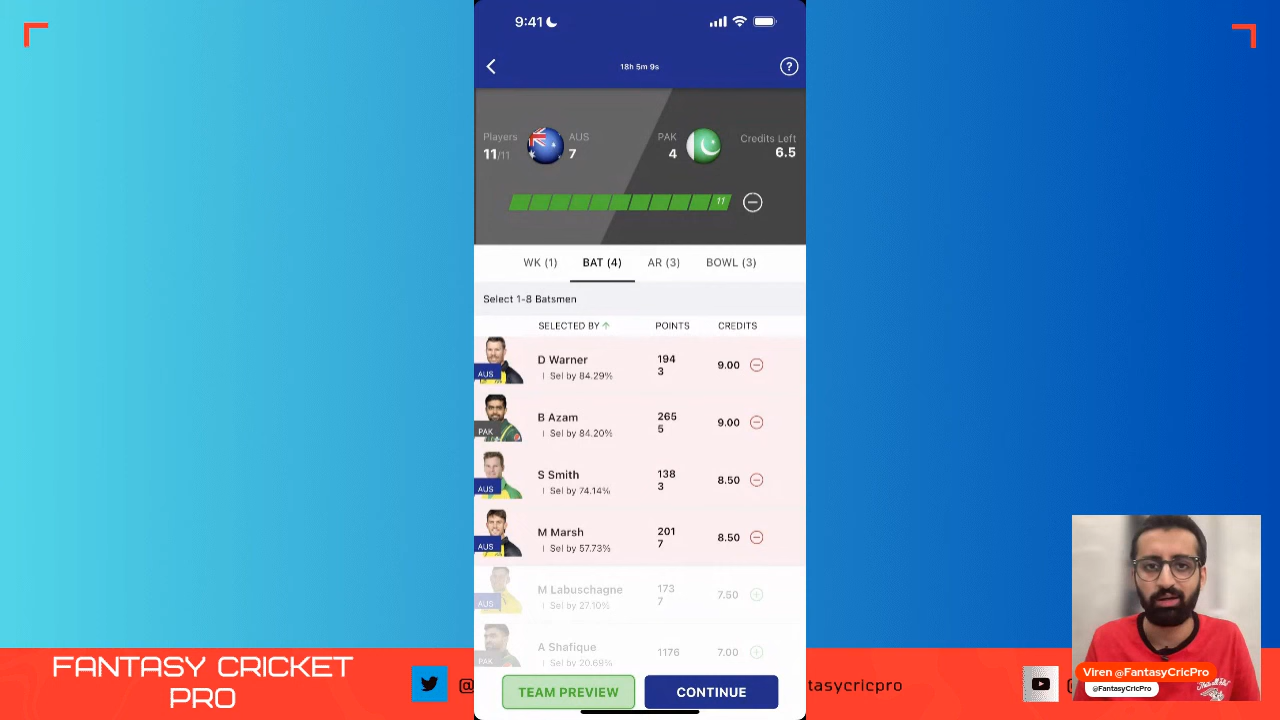 9:41
18h 5m 9s
?
Players
11/11
AUS
7
PAK
4
Credits Left
6.5
11
WK (1) BAT (4) AR (3) BOWL (3)
Select 1-8 Batsmen
SELECTED BY POINTS CREDITS
AUS
D Warner
Sel by 84.29%
194
3
9.00
PAK
B Azam
Sel by 84.20%
265
5
9.00
AUS
S Smith
Sel by 74.14%
138
3
8.50
AUS
M Marsh
Sel by 57.73%
201
7
8.50
AUS
M Labuschagne
Sel by 27.10%
173
7
7.50
PAK
A Shafique
Sel by 20.69%
1176
7.00
TEAM PREVIEW
CONTINUE
FANTASY CRICKET
PRO
@
tasycricpro
Viren @FantasyCricPro
@FantasyCricPro